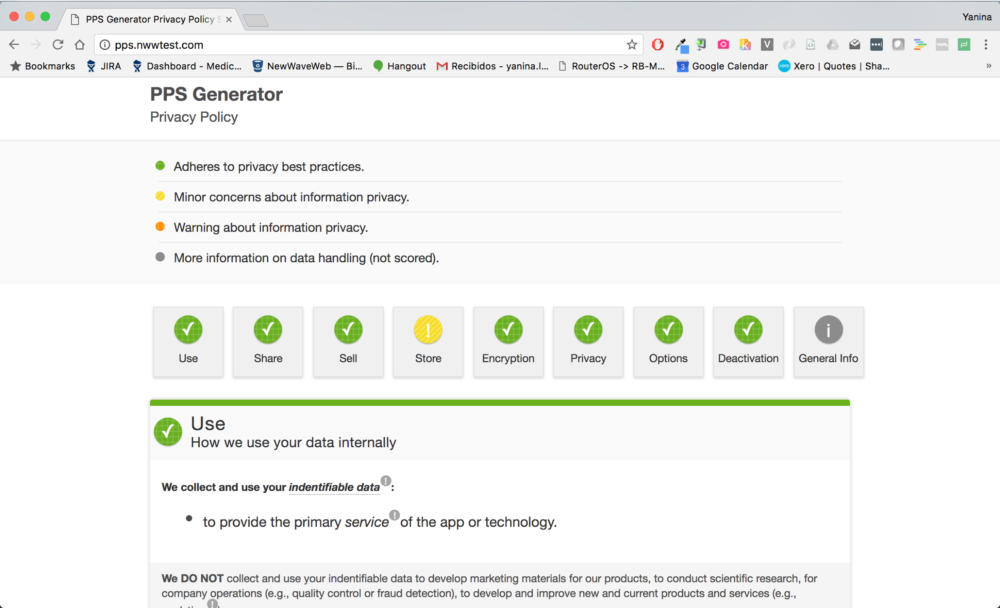 PPS Generator Privacy Policy S
Yanina
pps.nwwtest.com
Bookmarks JIRA Dashboard - Medic... NewWaveWeb — Bi... Hangout Recibidos - yanina.l... RouterOS -> RB-M... 3 Google Calendar xero Xero | Quotes | Sha... »
PPS Generator
Privacy Policy
Adheres to privacy best practices.
Minor concerns about information privacy.
Warning about information privacy.
More information on data handling (not scored).
Use Share Sell Store Encryption Privacy Options Deactivation General Info
Use
How we use your data internally
We collect and use your indentifiable data :
to provide the primary service of the app or technology.
We DO NOT collect and use your indentifiable data to develop marketing materials for our products, to conduct scientific research, for
company operations (e.g., quality control or fraud detection), to develop and improve new and current products and services (e.g.,